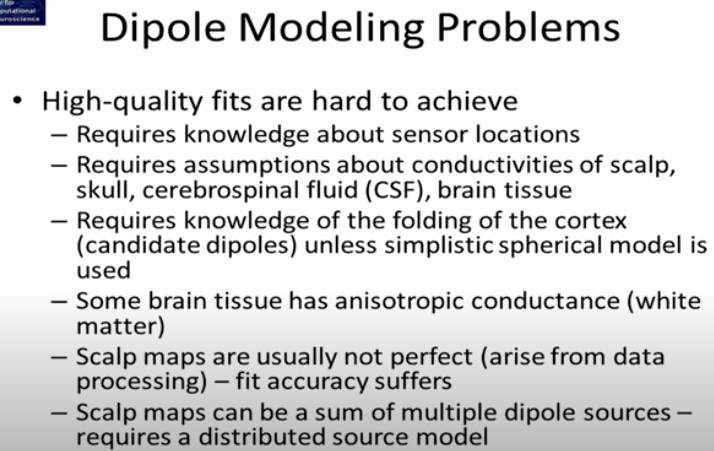 r for
putational
uroscience
Dipole Modeling Problems
• High-quality fits are hard to achieve
– Requires knowledge about sensor locations
– Requires assumptions about conductivities of scalp,
skull, cerebrospinal fluid (CSF), brain tissue
– Requires knowledge of the folding of the cortex
(candidate dipoles) unless simplistic spherical model is
used
– Some brain tissue has anisotropic conductance (white
matter)
– Scalp maps are usually not perfect (arise from data
processing) – fit accuracy suffers
– Scalp maps can be a sum of multiple dipole sources –
requires a distributed source model